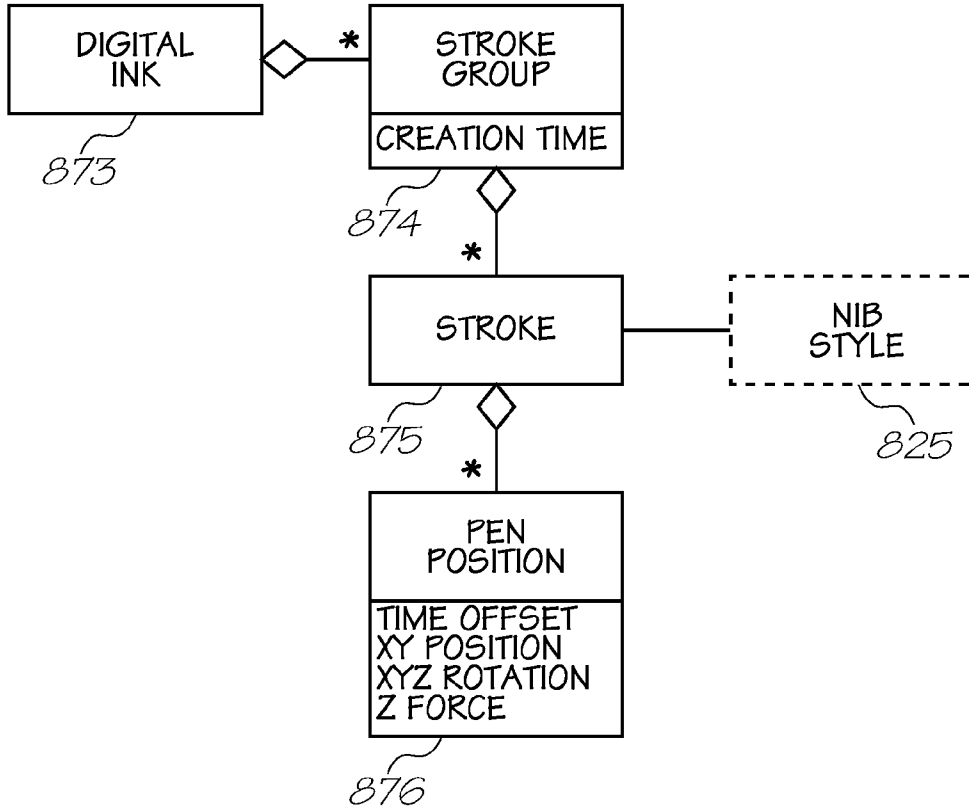 DIGITAL
INK
*
STROKE
GROUP
CREATION TIME
873
874
*
STROKE
NIB
STYLE
875
825
*
PEN
POSITION
TIME OFFSET
XY POSITION
XYZ ROTATION
Z FORCE
876